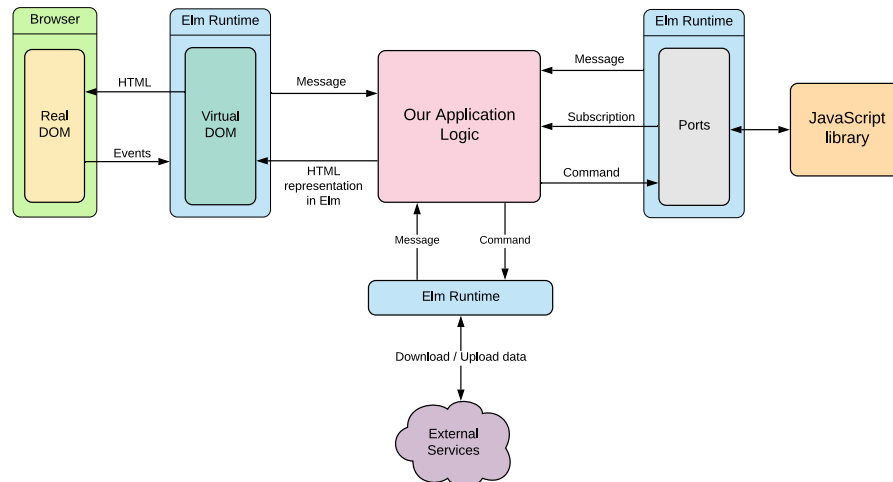 Browser
Elm Runtime
Elm Runtime
Real
DOM
HTML
Events
Virtual
DOM
Message
HTML
representation
in Elm
Our Application
Logic
Message
Subscription
Command
Ports
JavaScript
library
Message
Command
Elm Runtime
Download / Upload data
External
Services